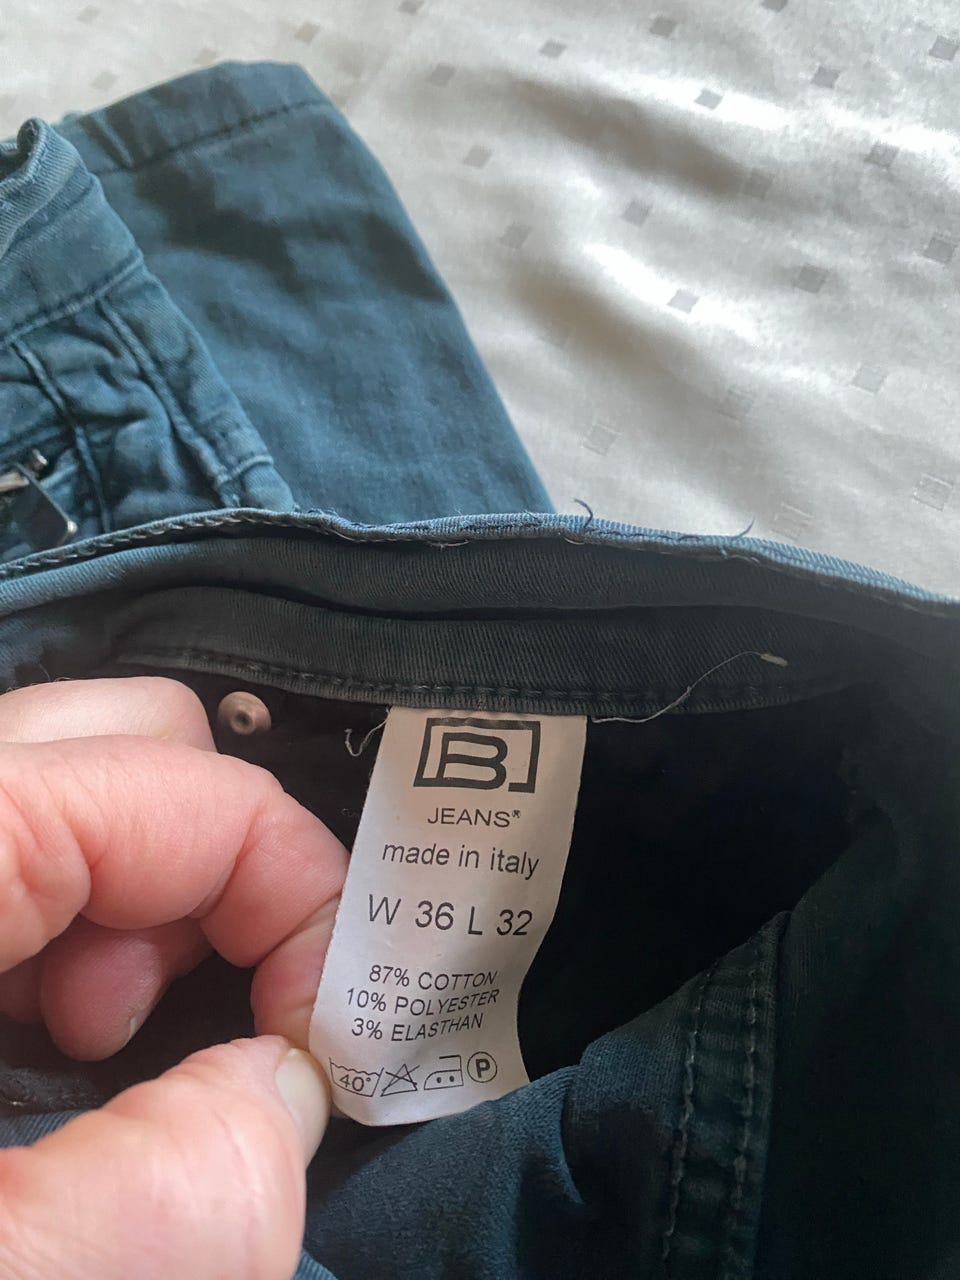 B
JEANS®
made in italy
W 36 L 32
87% COTTON
10% POLYESTER
3% ELASTHAN
40° P